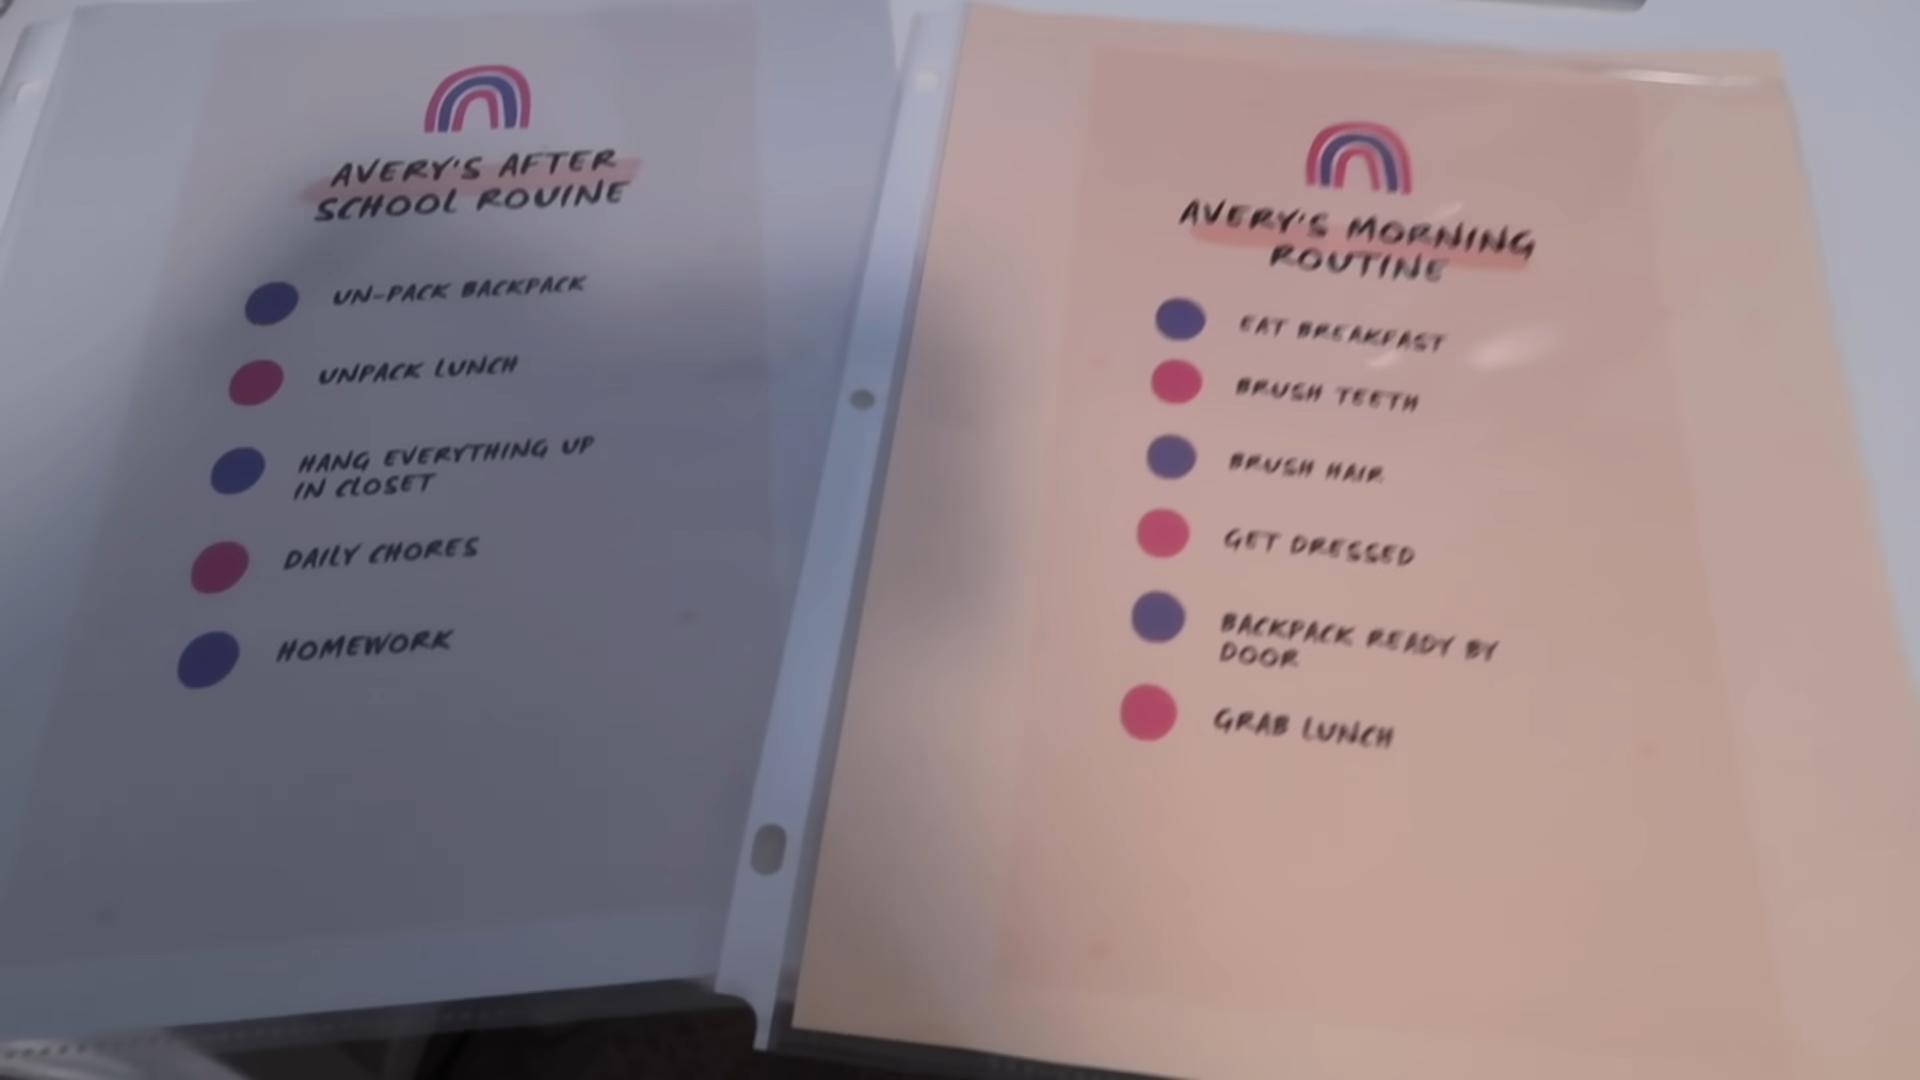 AVERY'S AFTER
SCHOOL ROUINE
UN-PACK BACKPACK
UNPACK LUNCH
HANG EVERYTHING UP
IN CLOSET
DAILY CHORES
HOMEWORK
AVERY'S MORNING
ROUTINE
EAT BREAKFAST
BRUSH TEETH
BRUSH HAIR
GET DRESSED
BACKPACK READY BY
DOOR
GRAB LUNCH